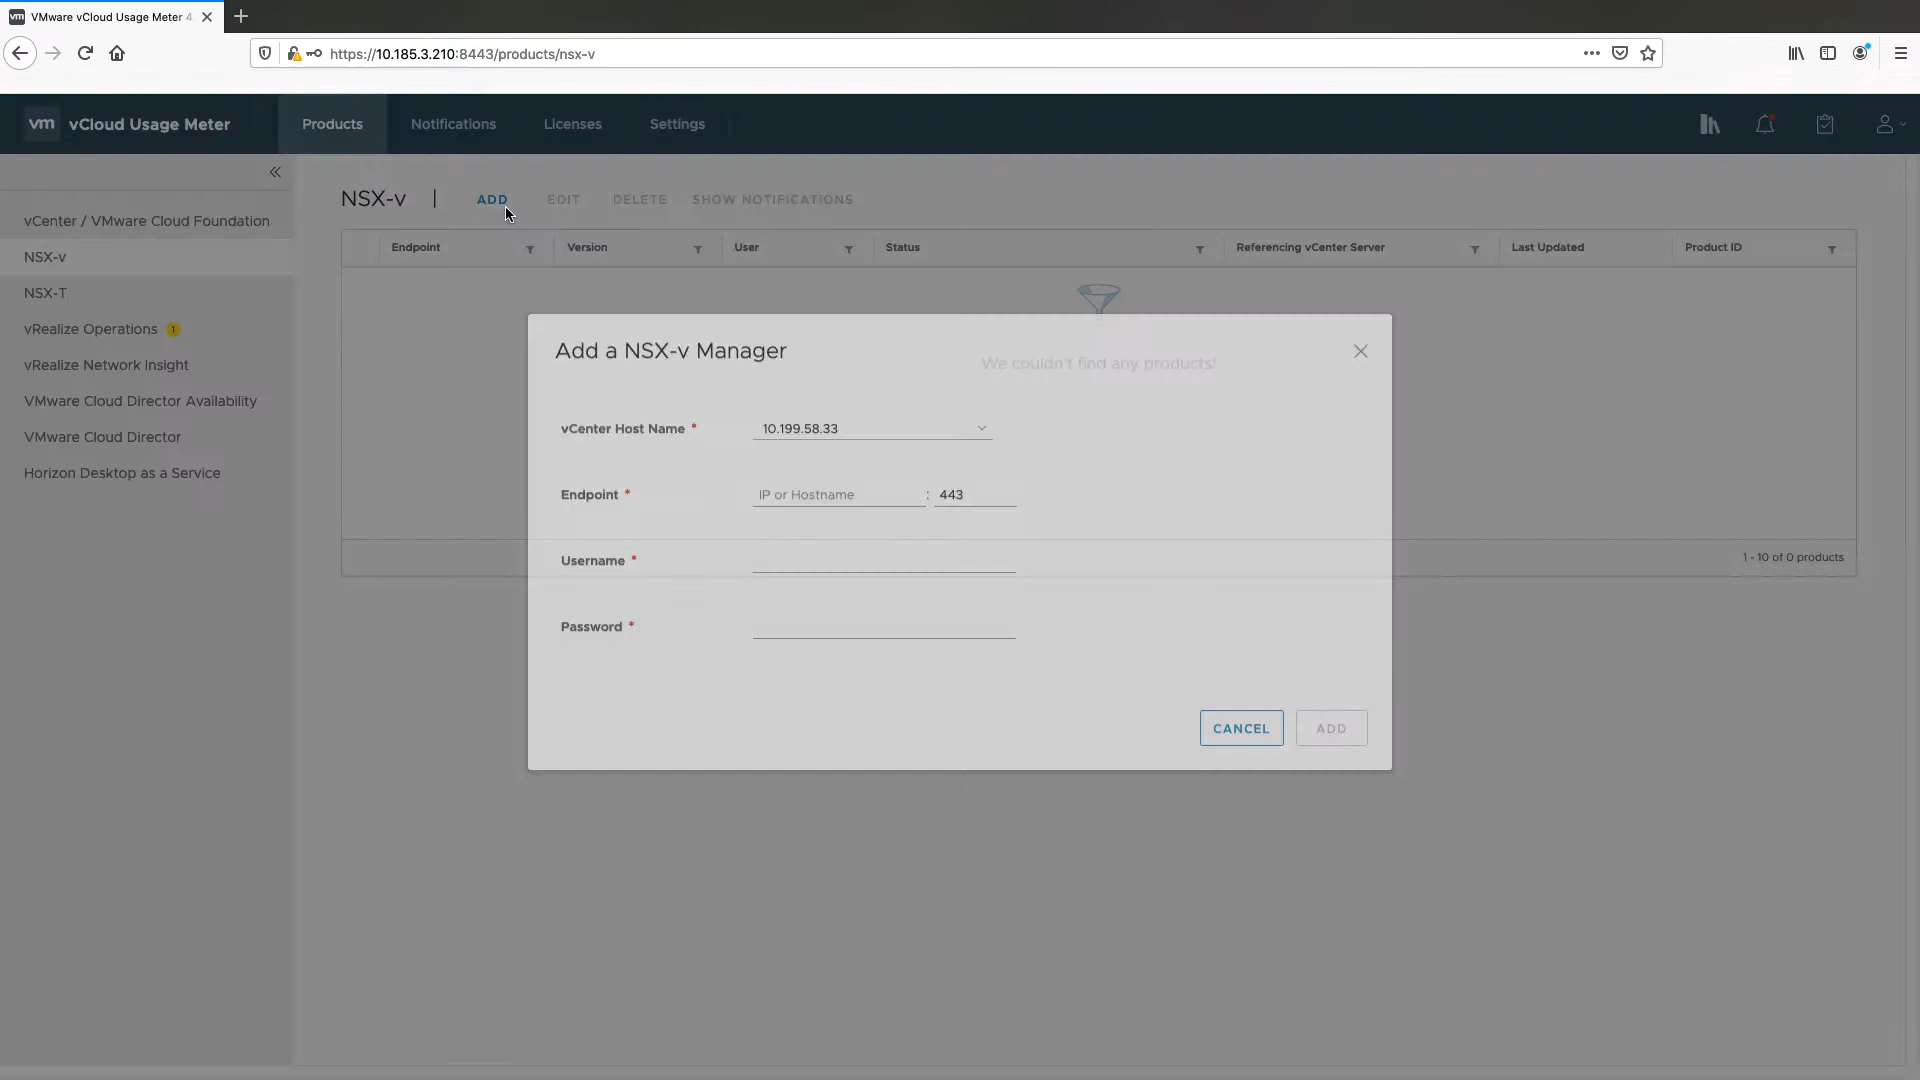 VMware vCloud Usage Meter 4
https://10.185.3.210:8443/products/nsx-v
vm vCloud Usage Meter Products Notifications Licenses Settings
NSX-v | ADD EDIT DELETE SHOW NOTIFICATIONS
vCenter / VMware Cloud Foundation
NSX-v
NSX-T
vRealize Operations 1
vRealize Network Insight
VMware Cloud Director Availability
VMware Cloud Director
Horizon Desktop as a Service
Endpoint Version User Status Referencing vCenter Server Last Updated Product ID
We couldn't find any products!
1 - 10 of 0 products
Add a NSX-v Manager
vCenter Host Name * 10.199.58.33
Endpoint * IP or Hostname : 443
Username *
Password *
CANCEL ADD